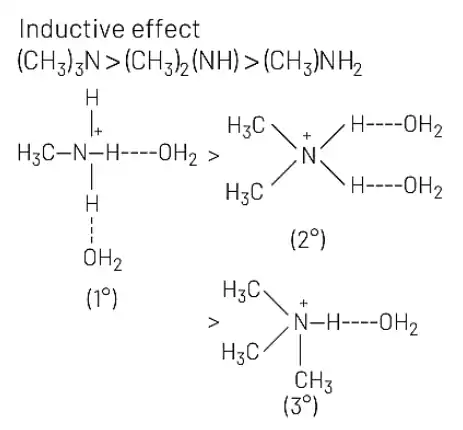 Inductive effect
(CH₃)₃N > (CH₃)₂(NH) > (CH₃)NH₂
H
H₃C–N⁺–H----OH₂ >
H
OH₂
(1°)
H₃C H----OH₂
N⁺
H₃C H----OH₂
(2°)
H₃C
> N⁺–H----OH₂
H₃C
CH₃
(3°)